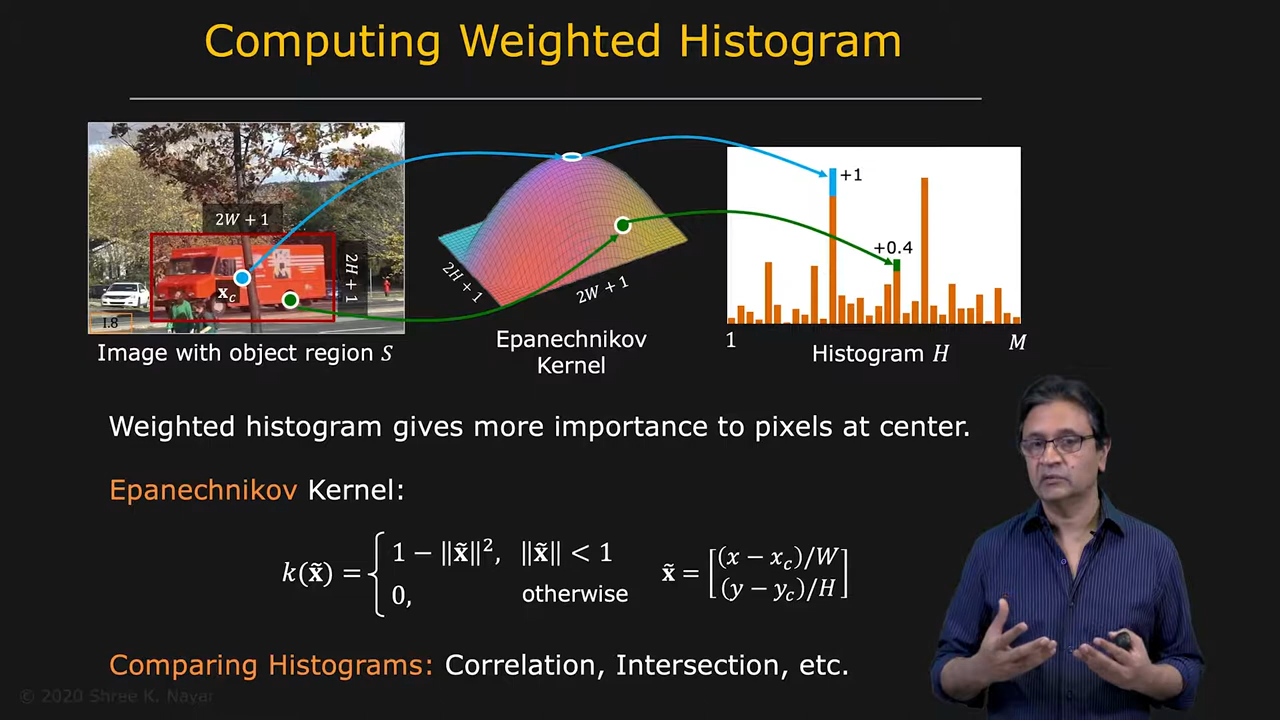 Computing Weighted Histogram
2W + 1
2H + 1
x_c
I.8
Image with object region S
2H + 1
2W + 1
Epanechnikov
Kernel
+1
+0.4
1
M
Histogram H
Weighted histogram gives more importance to pixels at center.
Epanechnikov Kernel:
k(x̃) = { 1 − ‖x̃‖², ‖x̃‖ < 1
0, otherwise
x̃ = [(x − x_c)/W
(y − y_c)/H]
Comparing Histograms: Correlation, Intersection, etc.
© 2020 Shree K. Nayar